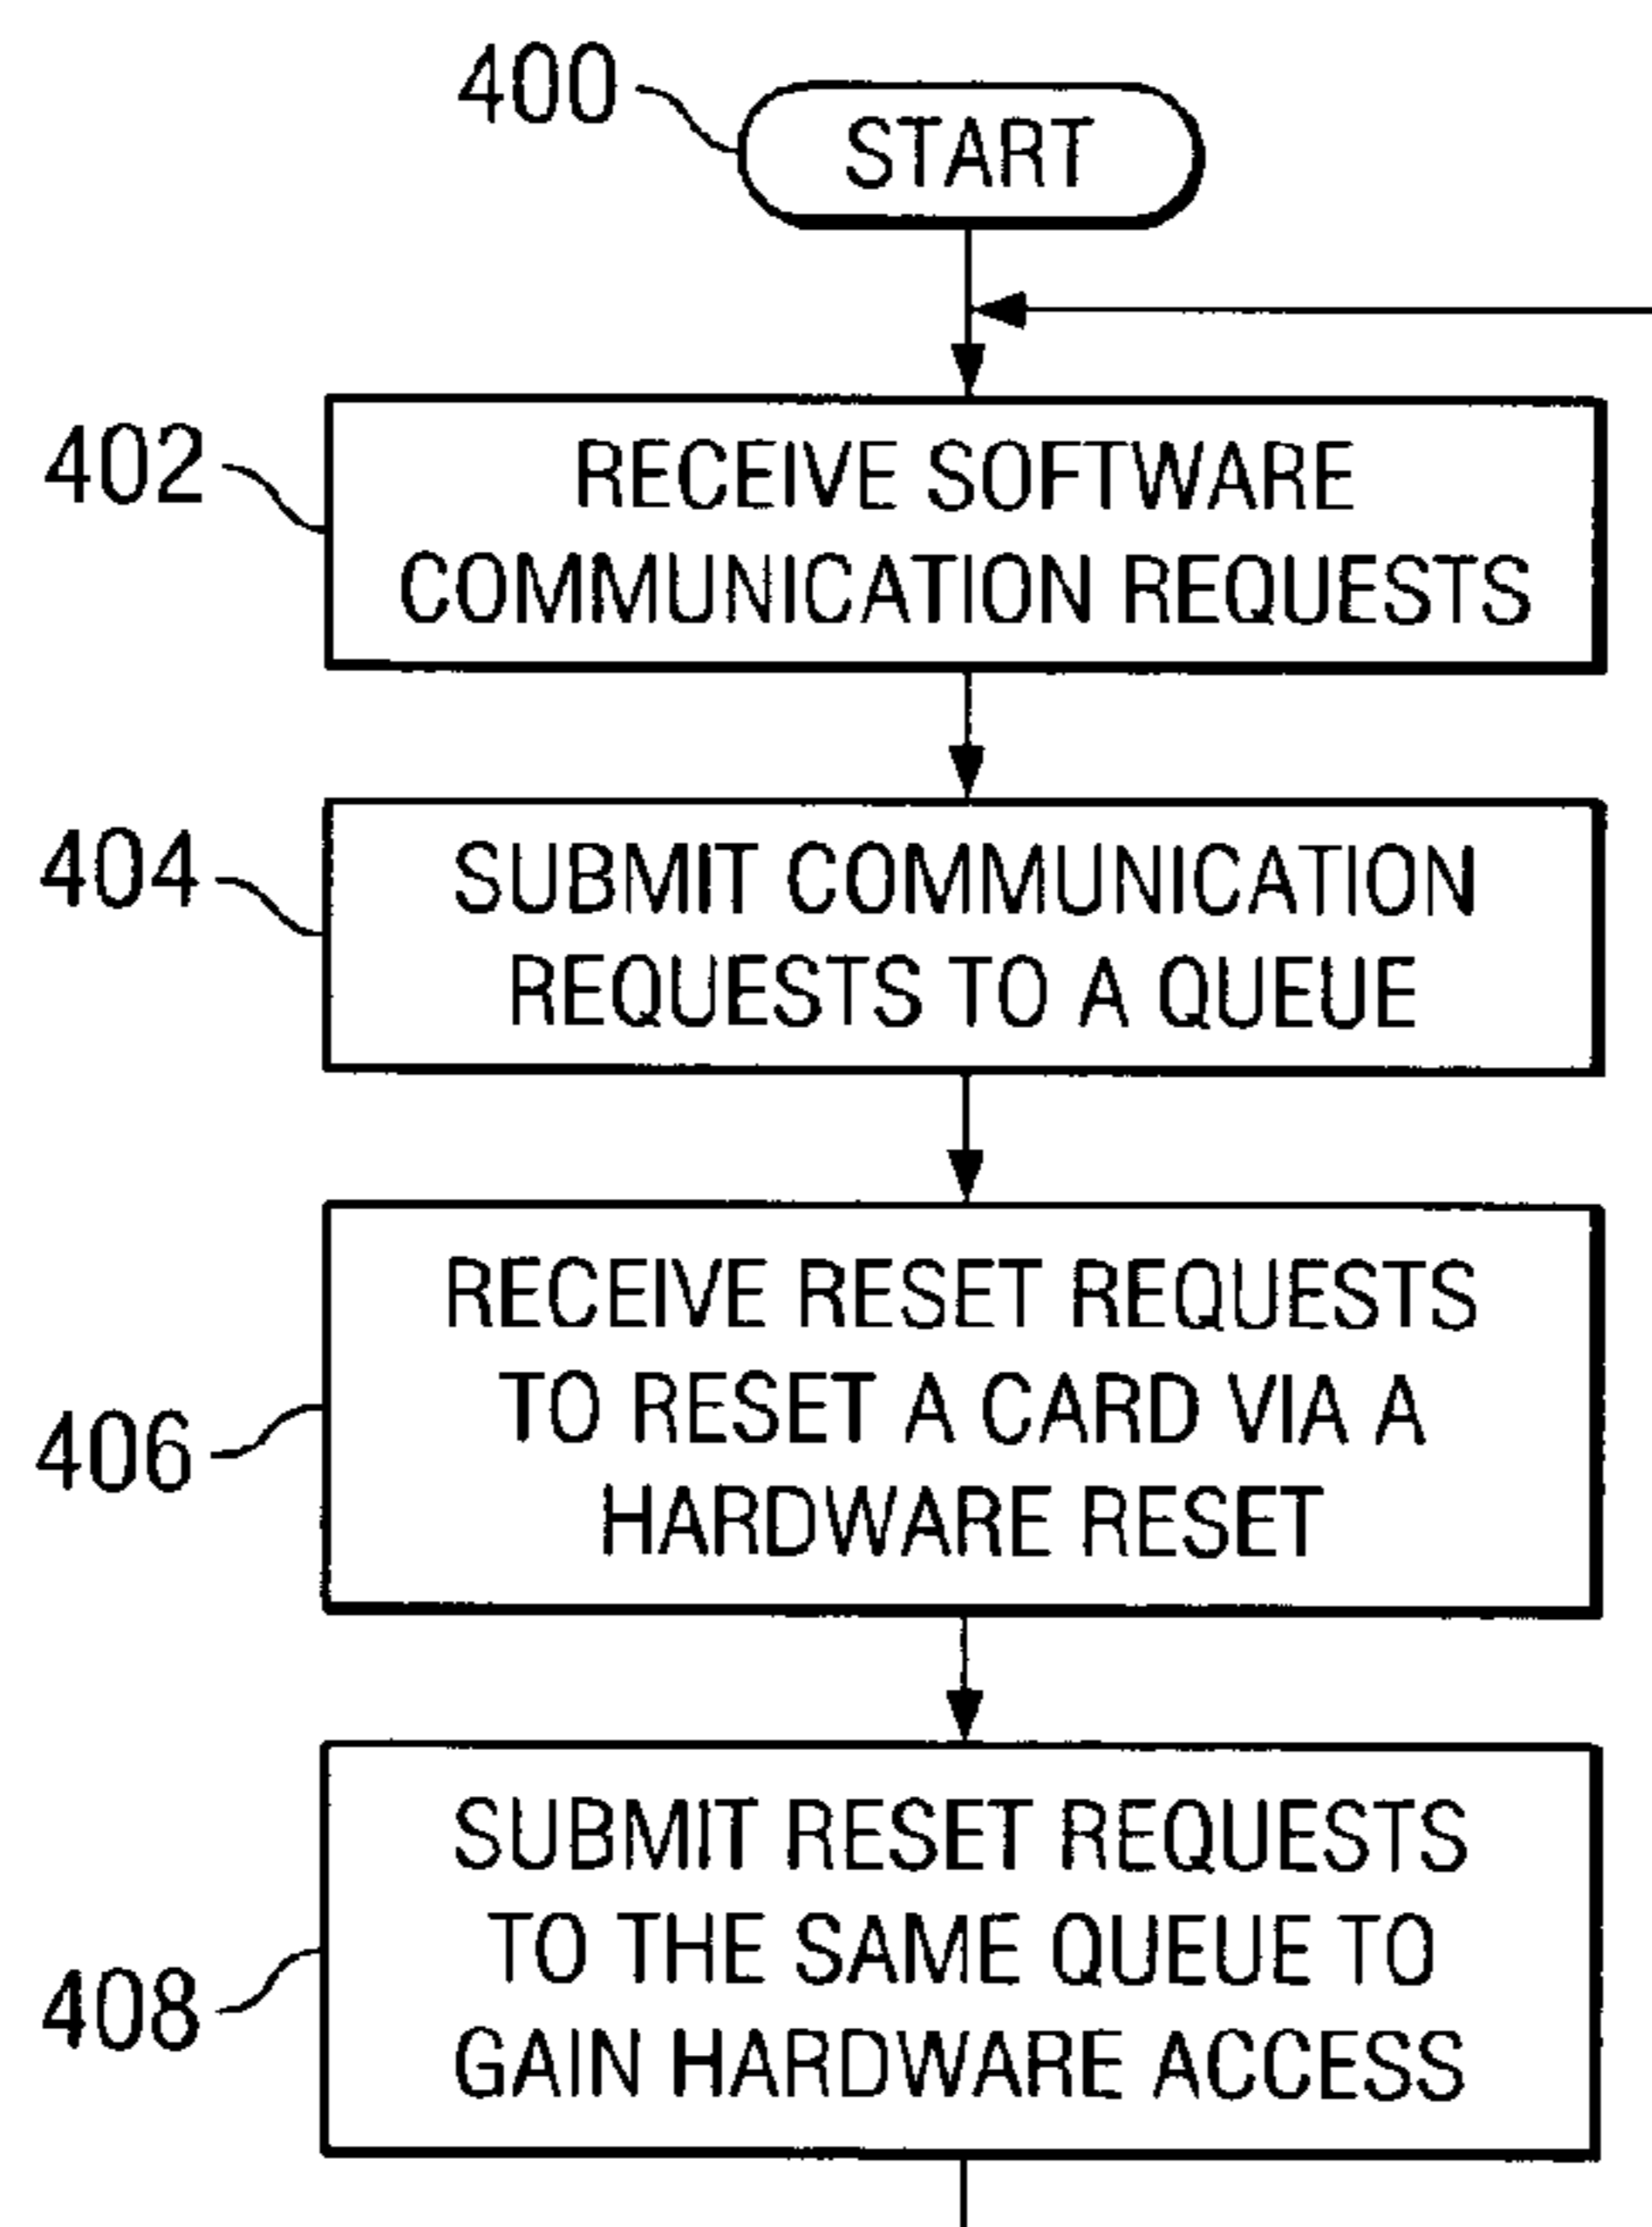 400
START
402
RECEIVE SOFTWARE
COMMUNICATION REQUESTS
404
SUBMIT COMMUNICATION
REQUESTS TO A QUEUE
406
RECEIVE RESET REQUESTS
TO RESET A CARD VIA A
HARDWARE RESET
408
SUBMIT RESET REQUESTS
TO THE SAME QUEUE TO
GAIN HARDWARE ACCESS